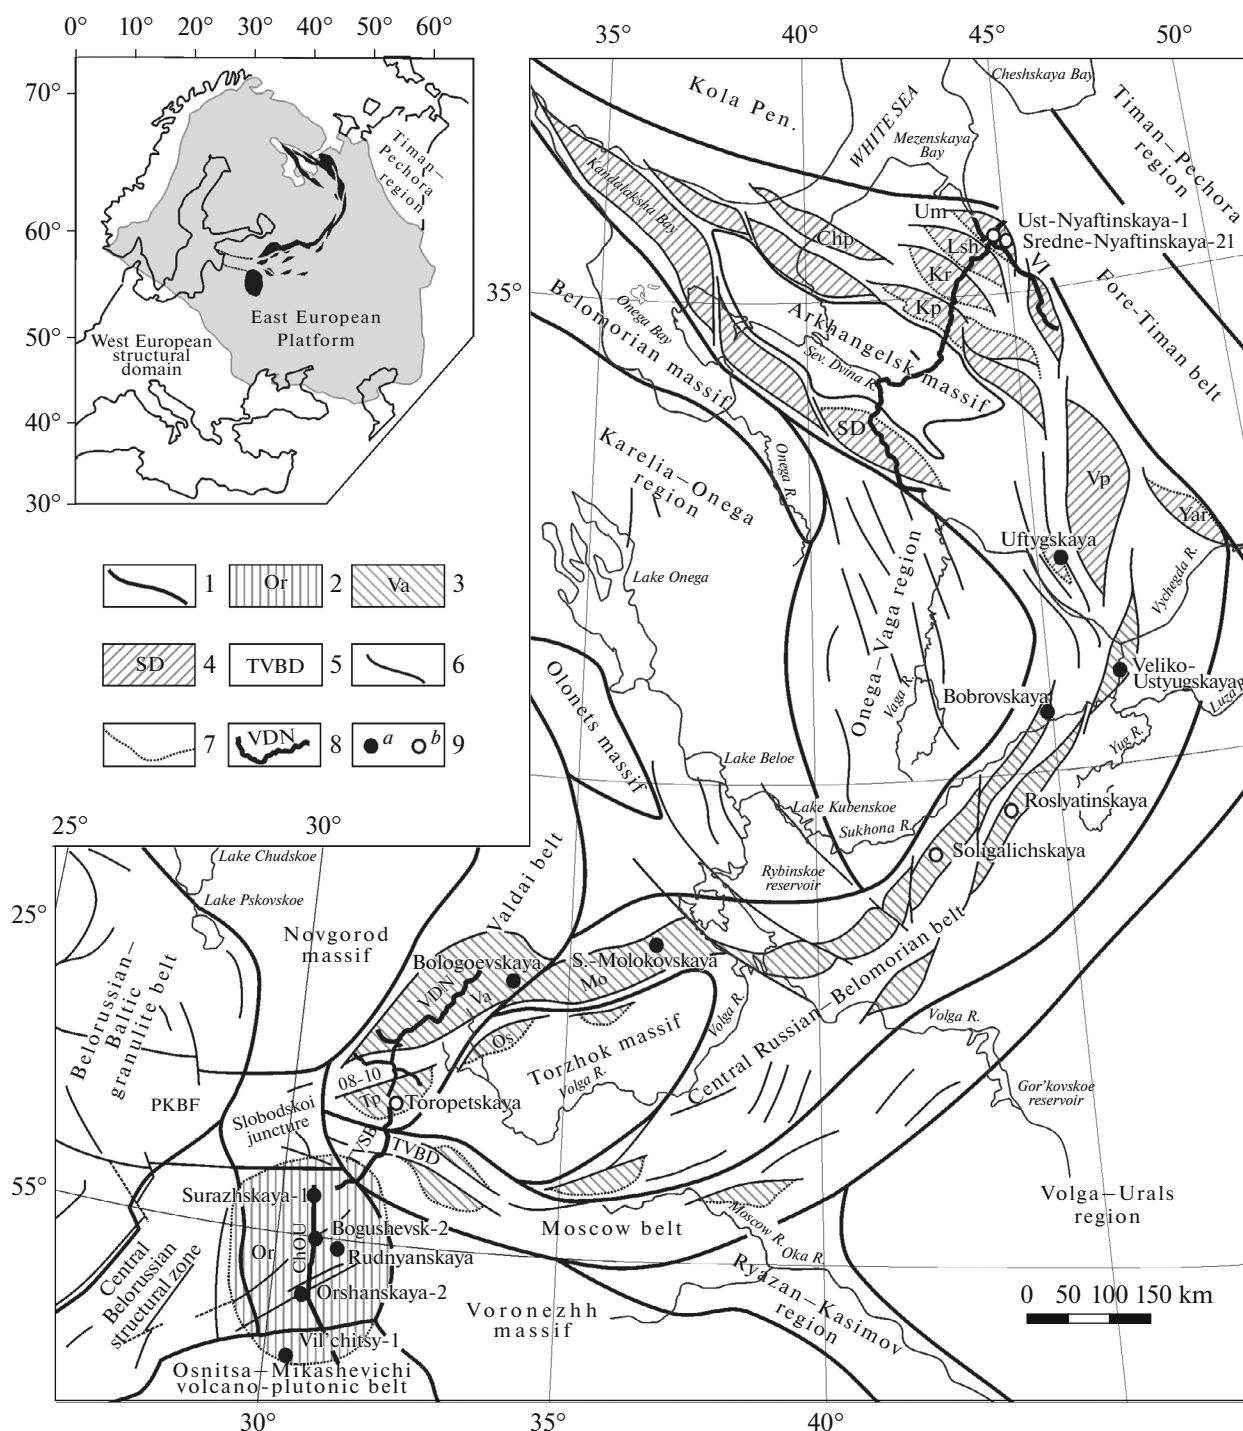 0° 10° 20° 30° 40° 50° 60°
70°
60°
50°
40°
30°
Timan–
Pechora
region
East European
Platform
West European
structural
domain
35° 40° 45° 50°
Cheshskaya Bay
Kola Pen.
WHITE SEA
Mezenskaya
Bay
Timan–Pechora
region
Kandalaksha Bay
Um
Ust-Nyaftinskaya-1
Chp
Lsh
Sredne-Nyaftinskaya-21
Kr
VI
35°
Kp
Fore-Timan belt
Onega Bay
Belomorian massif
Arkhangelsk massif
Sev. Dvina R.
SD
Karelia–Onega
region
Onega R.
Vp
Yar
Uftygskaya
Lake Onega
Vychegda R.
Onega–Vaga region
Vaga R.
Veliko-
Ustyugskaya
Luza R.
Bobrovskaya
Yug R.
Olonets massif
Lake Beloe
Lake Kubenskoe
Sukhona R.
Roslyatinskaya
Soligalichskaya
Rybinskoe
reservoir
Or 1 2 Va 3
SD 4 TVBD 5 6
7 VDN 8 a b 9
25° 30°
Lake Chudskoe
Lake Pskovskoe
25°
Novgorod
massif
Valdai belt
Bologoevskaya
S.-Molokovskaya
VDN
Va
Mo
Belorussian–
Baltic
granulite belt
Os
Torzhok massif
Volga R.
Volga R.
Volga R.
Central Russian–Belomorian belt
Gor'kovskoe
reservoir
08-10
Tp
Toropetskaya
PKBF
Slobodskoi
juncture
TVSB
TVBD
55°
Surazhskaya-1
Bogushevsk-2
Rudnyanskaya
Or
ChOU
Orshanskaya-2
Vil'chitsy-1
Moscow belt
Moscow R.
Oka R.
Volga–Urals
region
Central
Belorussian
structural zone
Voronezhh
massif
Ryazan–Kasimov
region
0 50 100 150 km
Osnitsa–Mikashevichi
volcano-plutonic belt
30° 35° 40°